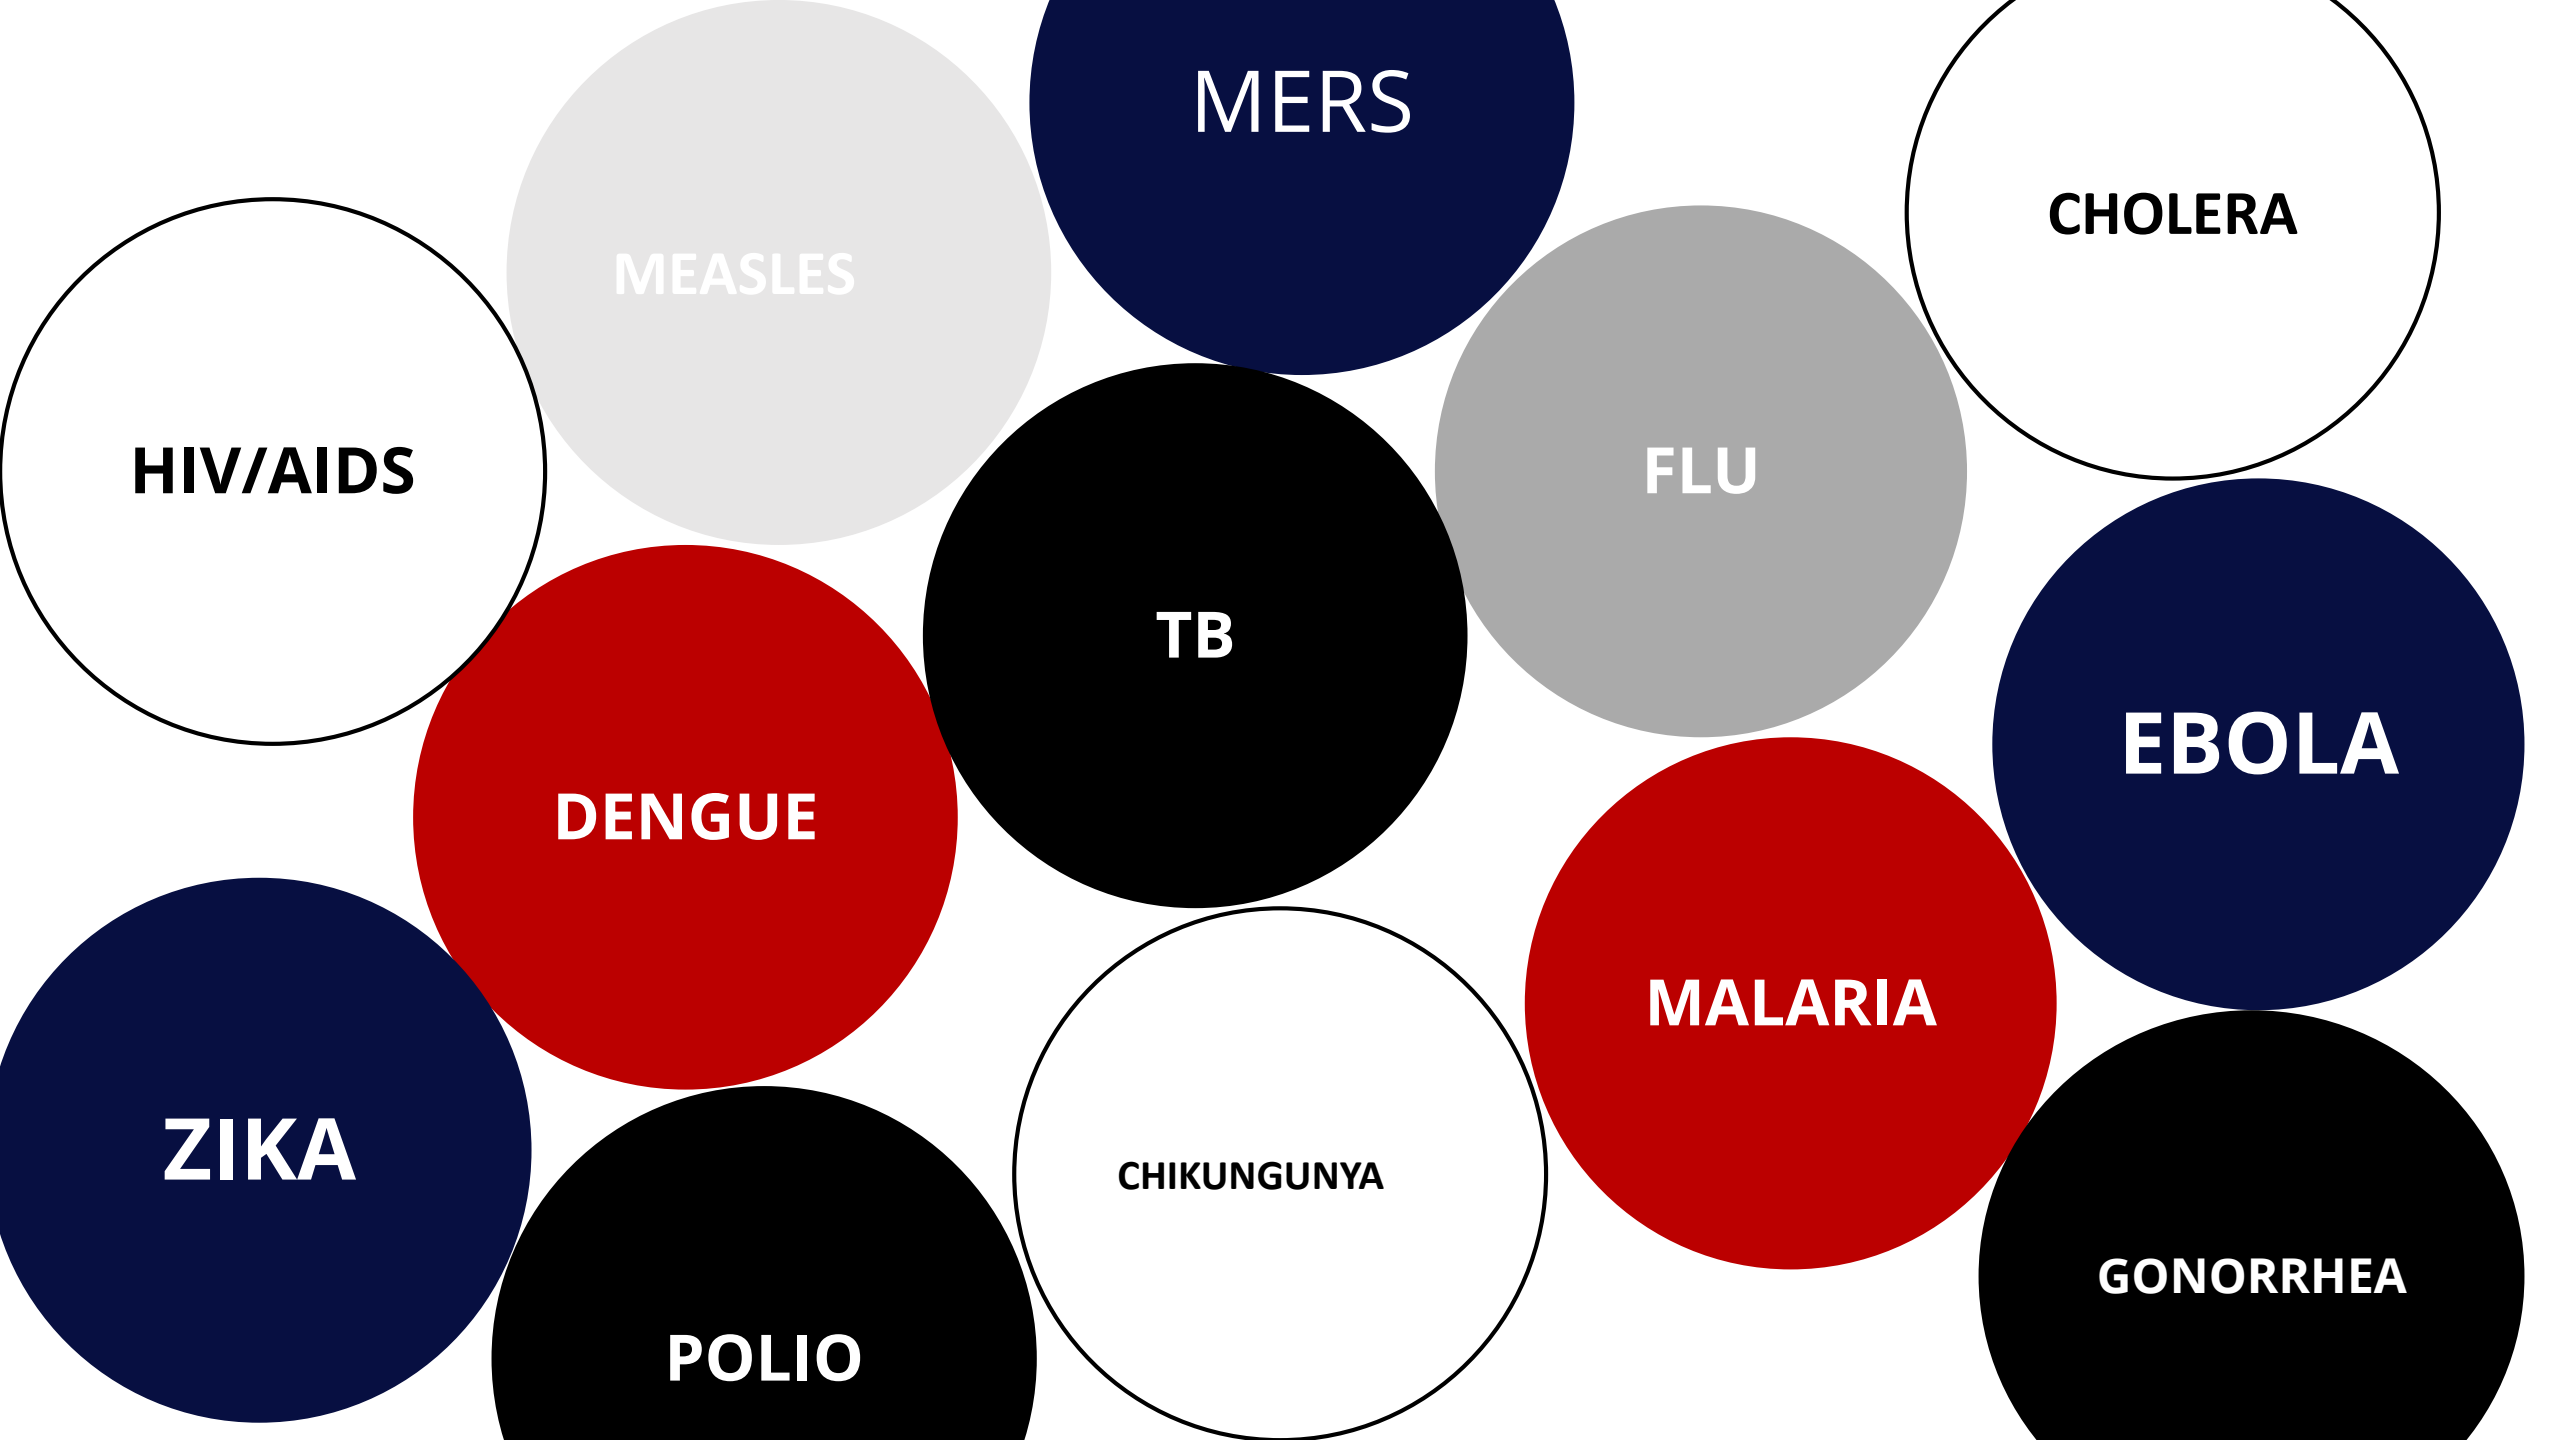 MERS
CHOLERA
MEASLES
HIV/AIDS
FLU
TB
EBOLA
DENGUE
MALARIA
ZIKA
CHIKUNGUNYA
GONORRHEA
POLIO